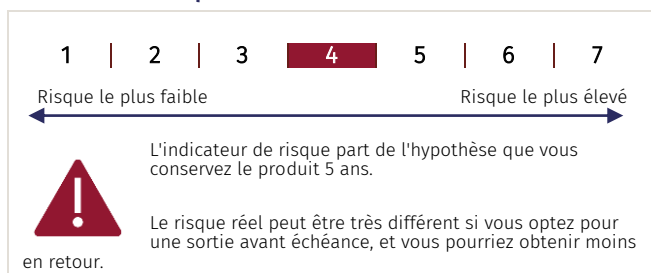 1 | 2 | 3 4 5 | 6 | 7
Risque le plus faible Risque le plus élevé
L'indicateur de risque part de l'hypothèse que vous
conservez le produit 5 ans.
Le risque réel peut être très différent si vous optez pour
une sortie avant échéance, et vous pourriez obtenir moins
en retour.